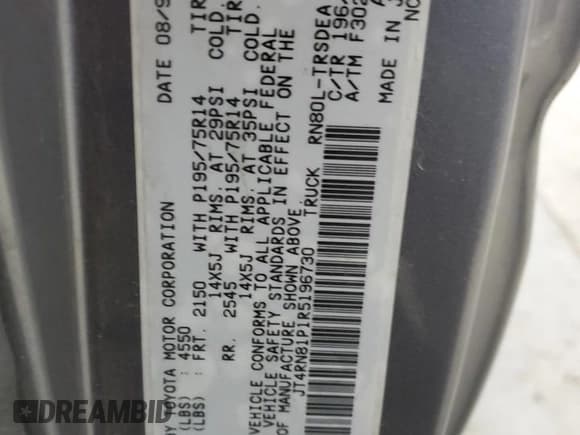 DATE 08/9
BY TOYOTA MOTOR CORPORATION
(LBS) : 4550
(LBS) : FRT. 2150 WITH P195/75R14 TIR
14X5J RIMS, AT 29PSI COLD.
RR. 2545 WITH P195/75R14 TIR
14X5J RIMS, AT 35PSI COLD.
VEHICLE CONFORMS TO ALL APPLICABLE FEDERAL
VEHICLE SAFETY STANDARDS IN EFFECT ON THE
OF MANUFACTURE SHOWN ABOVE.
JT4RN81P1R5196730 TRUCK RN80L-TRSDEA
C/TR 196/
A/TM F302
MADE IN J
DREAMBID